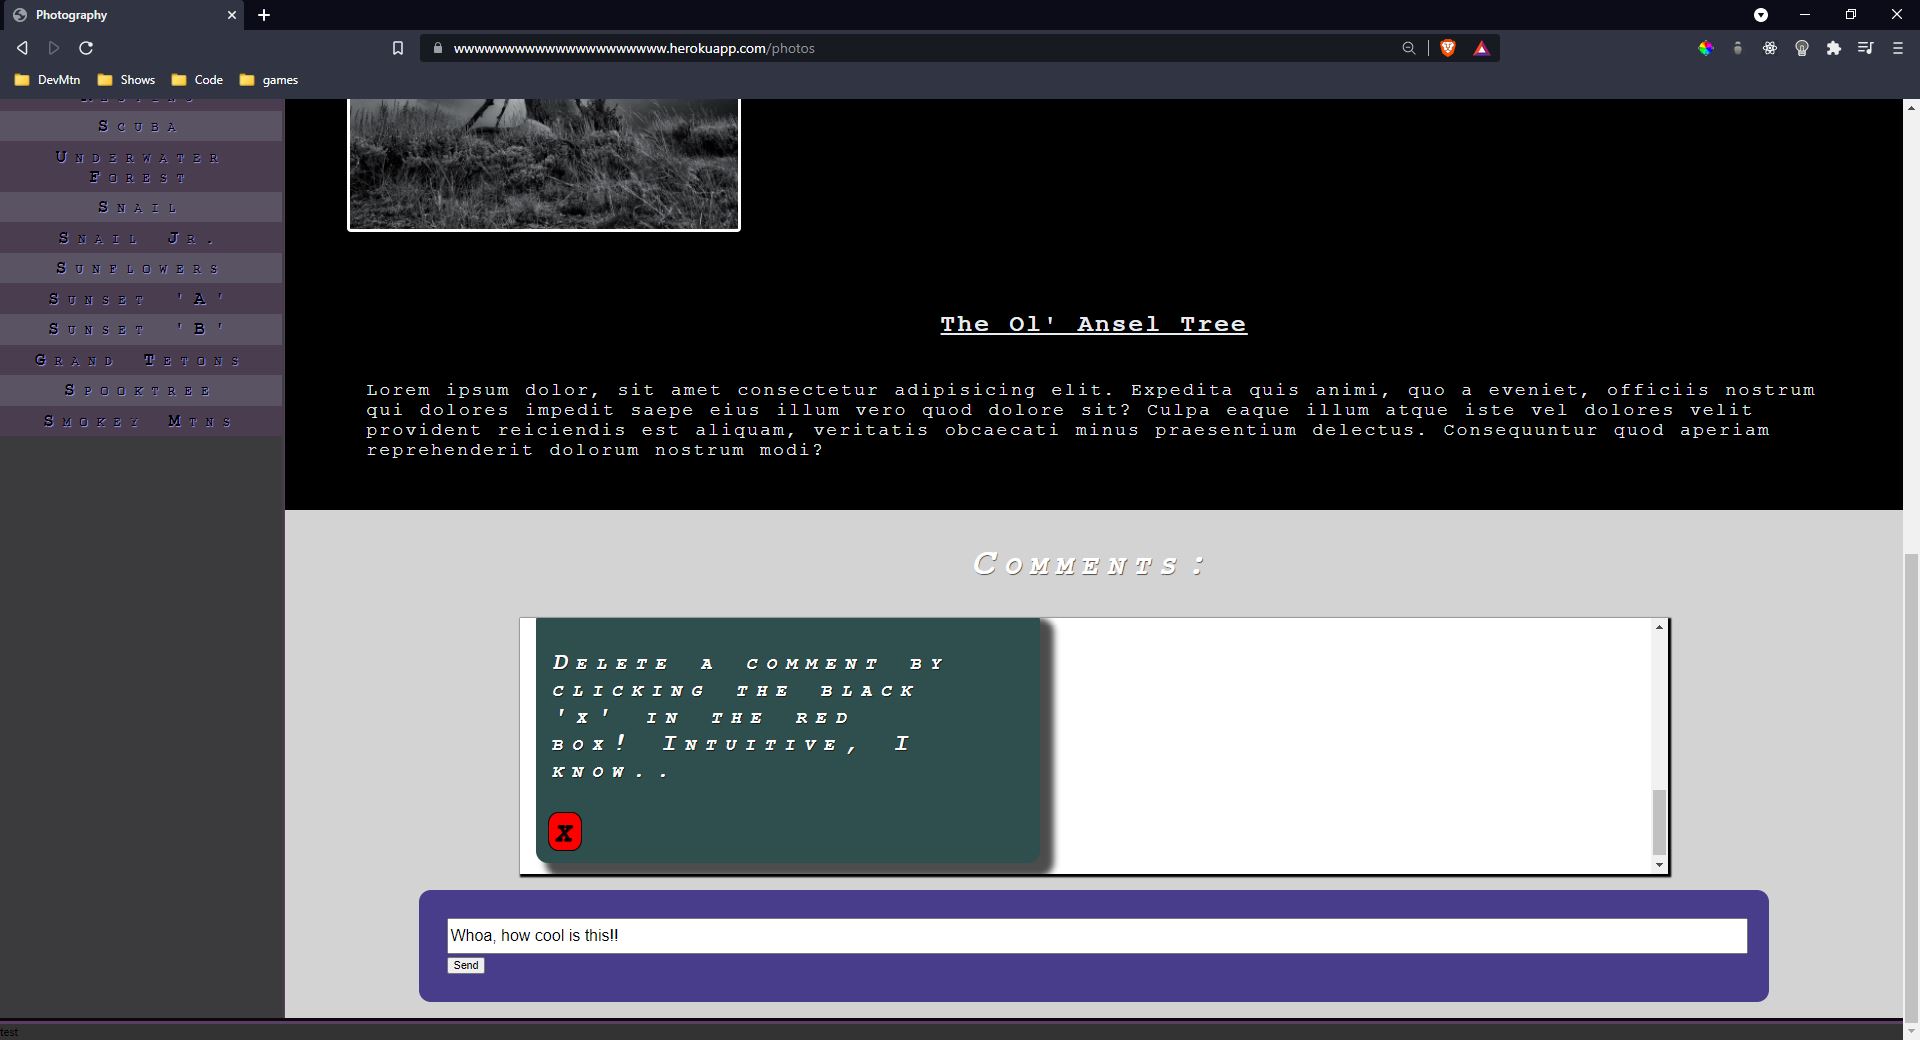 Photography
wwwwwwwwwwwwwwwwwwwwww.herokuapp.com/photos
DevMtn Shows Code games
Scuba
Underwater
Forest
Snail
Snail Jr.
Sunflowers
Sunset 'A'
Sunset 'B'
Grand Tetons
Spooktree
Smokey Mtns
The Ol' Ansel Tree
Lorem ipsum dolor, sit amet consectetur adipisicing elit. Expedita quis animi, quo a eveniet, officiis nostrum
qui dolores impedit saepe eius illum vero quod dolore sit? Culpa eaque illum atque iste vel dolores velit
provident reiciendis est aliquam, veritatis obcaecati minus praesentium delectus. Consequuntur quod aperiam
reprehenderit dolorum nostrum modi?
Comments:
Delete a comment by
clicking the black
'x' in the red
box! Intuitive, I
know..
x
Whoa, how cool is this!!
Send
test